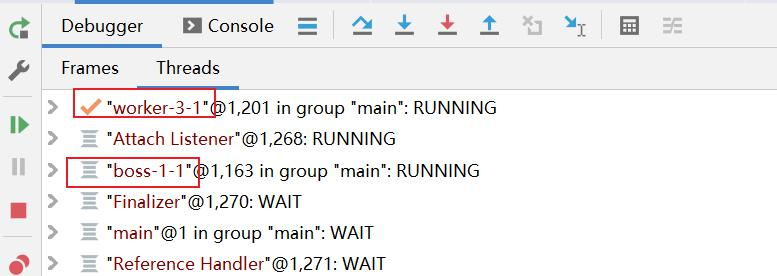 Debugger Console
Frames Threads
"worker-3-1"@1,201 in group "main": RUNNING
"Attach Listener"@1,268: RUNNING
"boss-1-1"@1,163 in group "main": RUNNING
"Finalizer"@1,270: WAIT
"main"@1 in group "main": WAIT
"Reference Handler"@1,271: WAIT